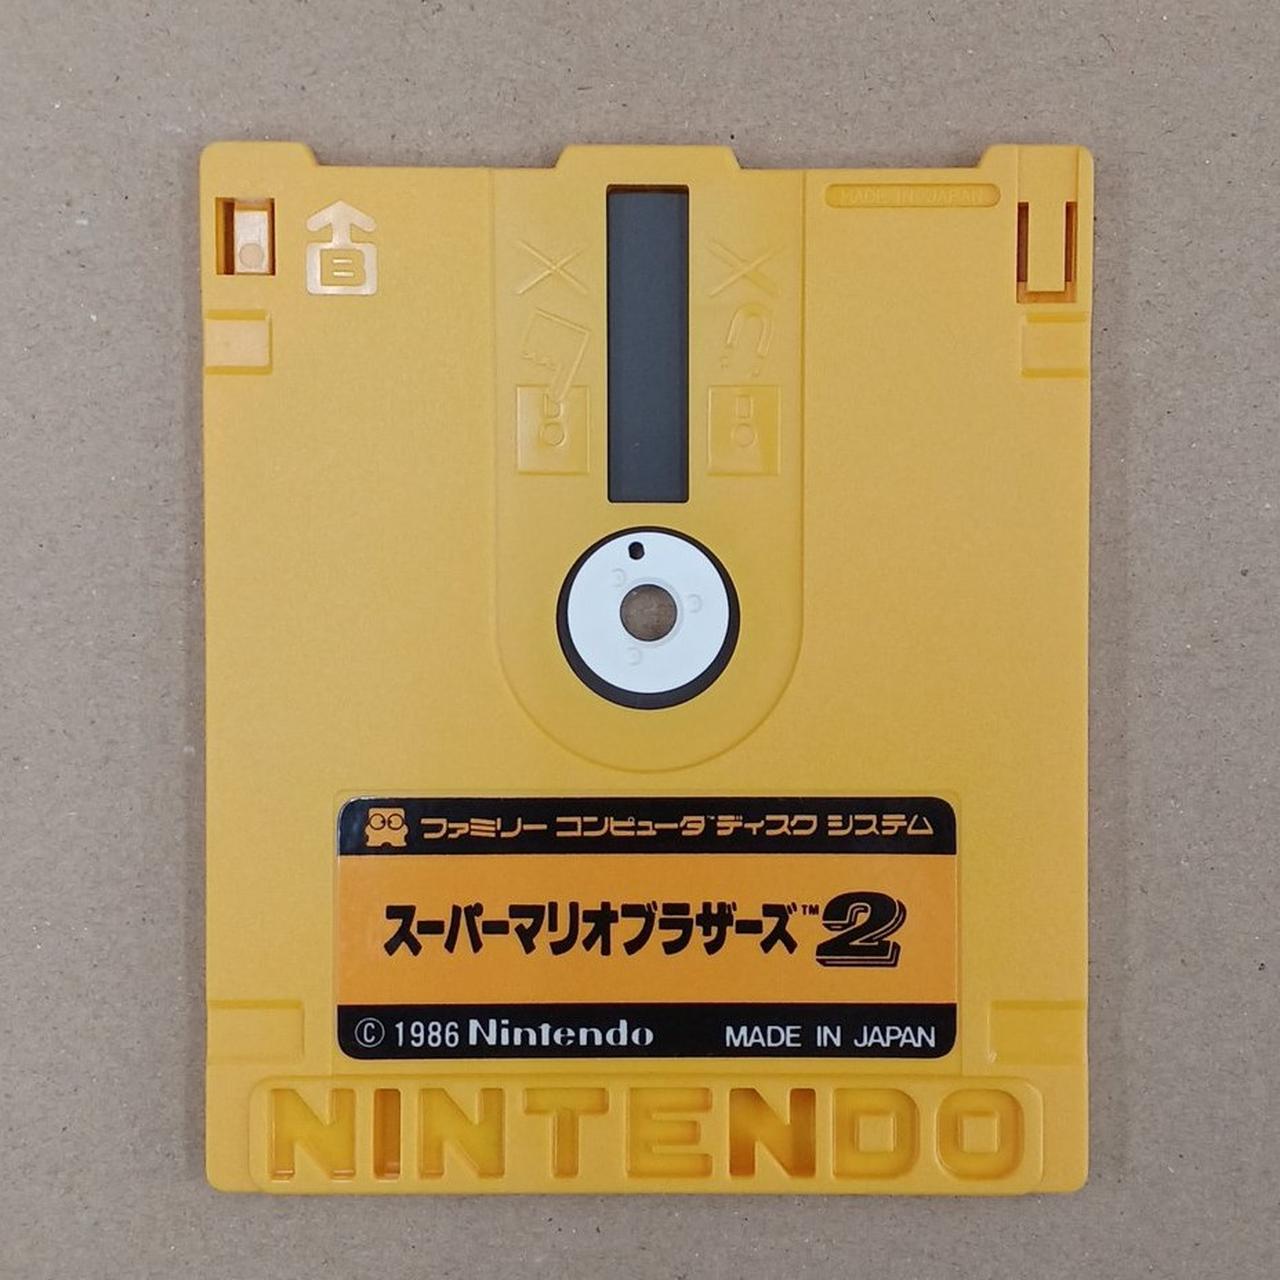 MADE IN JAPAN
B
ファミリー コンピュータ™ ディスク システム
スーパーマリオブラザーズ™2
© 1986 Nintendo MADE IN JAPAN
NINTENDO